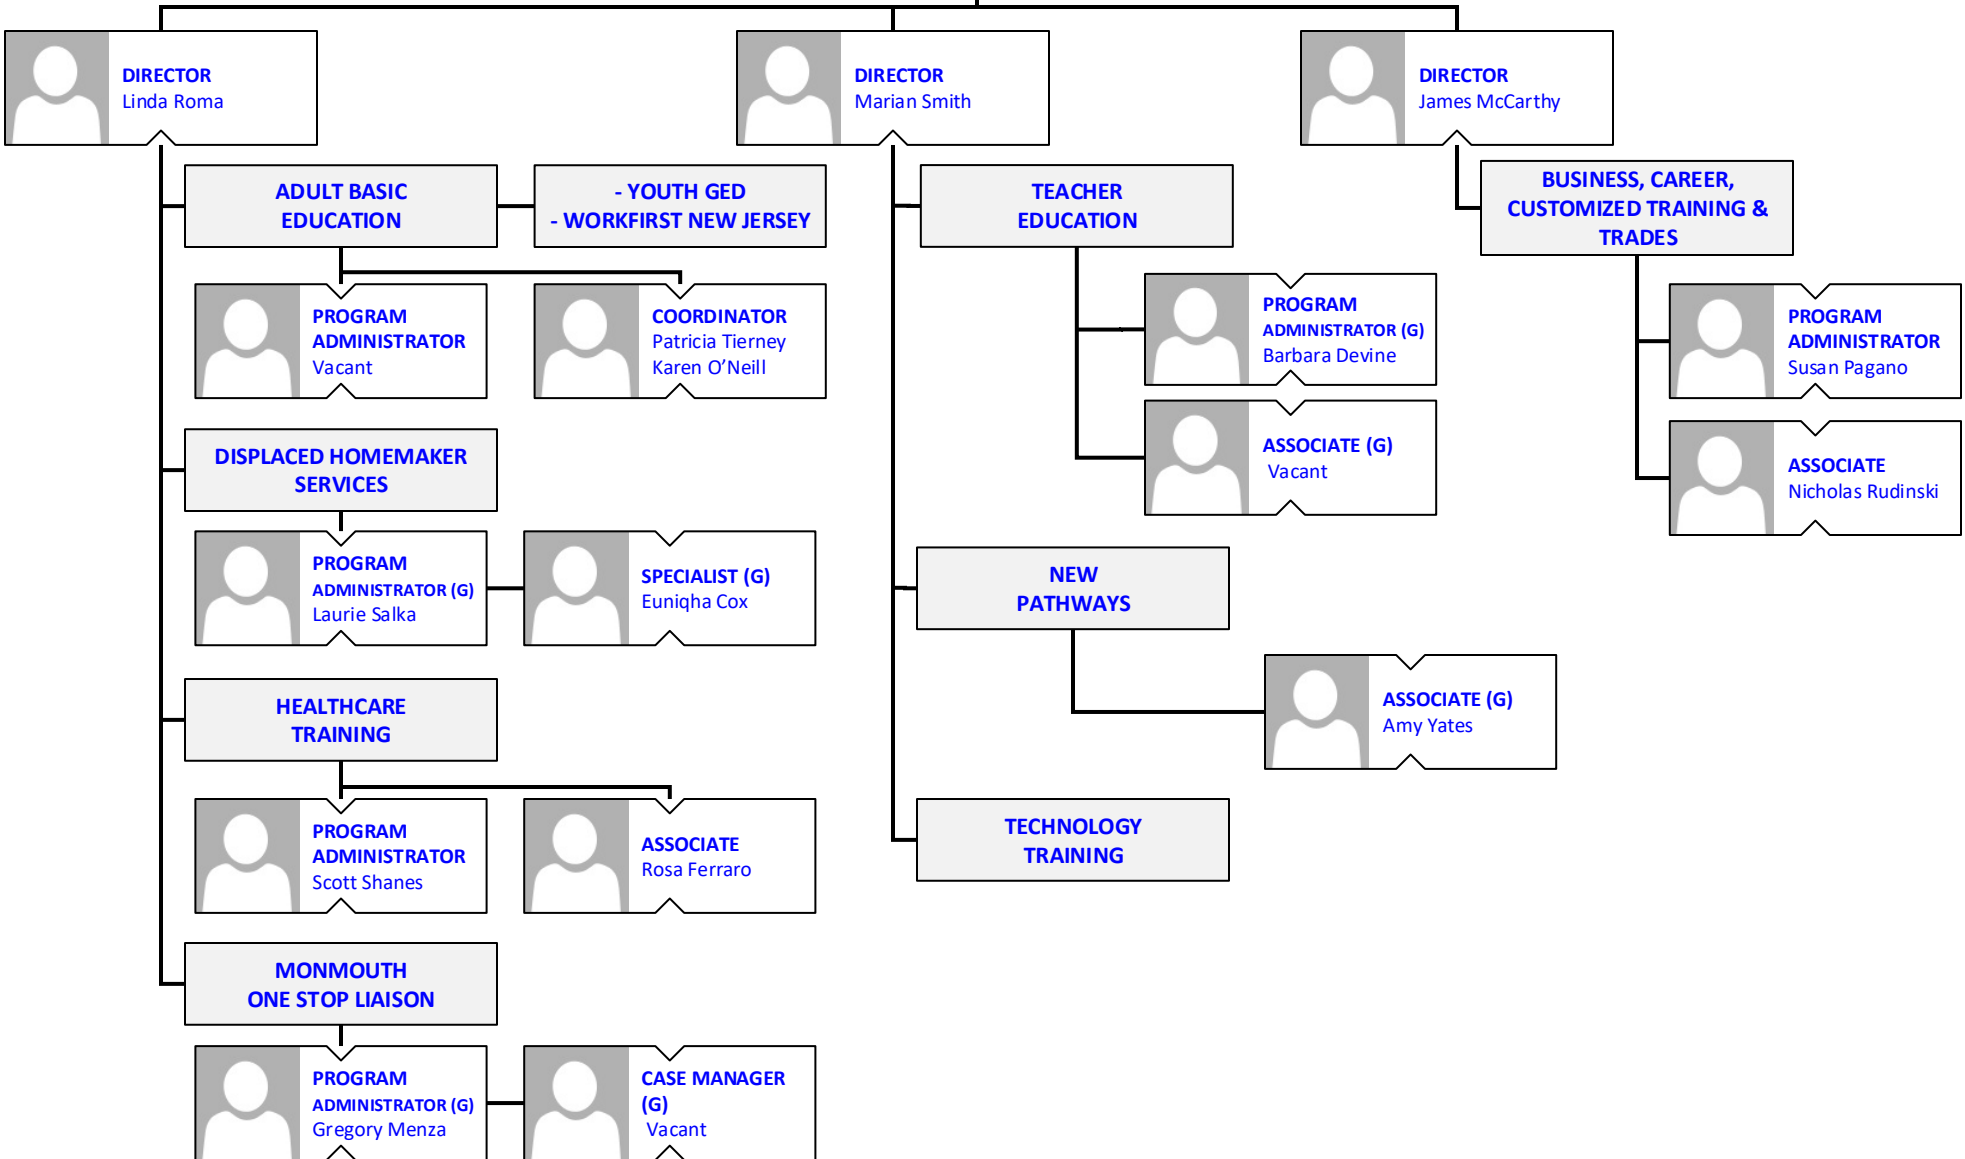 DIRECTOR
Linda Roma
DIRECTOR
Marian Smith
DIRECTOR
James McCarthy
ADULT BASIC
EDUCATION
- YOUTH GED
- WORKFIRST NEW JERSEY
PROGRAM
ADMINISTRATOR
Vacant
COORDINATOR
Patricia Tierney
Karen O’Neill
DISPLACED HOMEMAKER
SERVICES
PROGRAM
ADMINISTRATOR (G)
Laurie Salka
SPECIALIST (G)
Euniqha Cox
HEALTHCARE
TRAINING
PROGRAM
ADMINISTRATOR
Scott Shanes
ASSOCIATE
Rosa Ferraro
MONMOUTH
ONE STOP LIAISON
PROGRAM
ADMINISTRATOR (G)
Gregory Menza
CASE MANAGER
(G)
Vacant
TEACHER
EDUCATION
PROGRAM
ADMINISTRATOR (G)
Barbara Devine
ASSOCIATE (G)
Vacant
NEW
PATHWAYS
ASSOCIATE (G)
Amy Yates
TECHNOLOGY
TRAINING
BUSINESS, CAREER,
CUSTOMIZED TRAINING &
TRADES
PROGRAM
ADMINISTRATOR
Susan Pagano
ASSOCIATE
Nicholas Rudinski